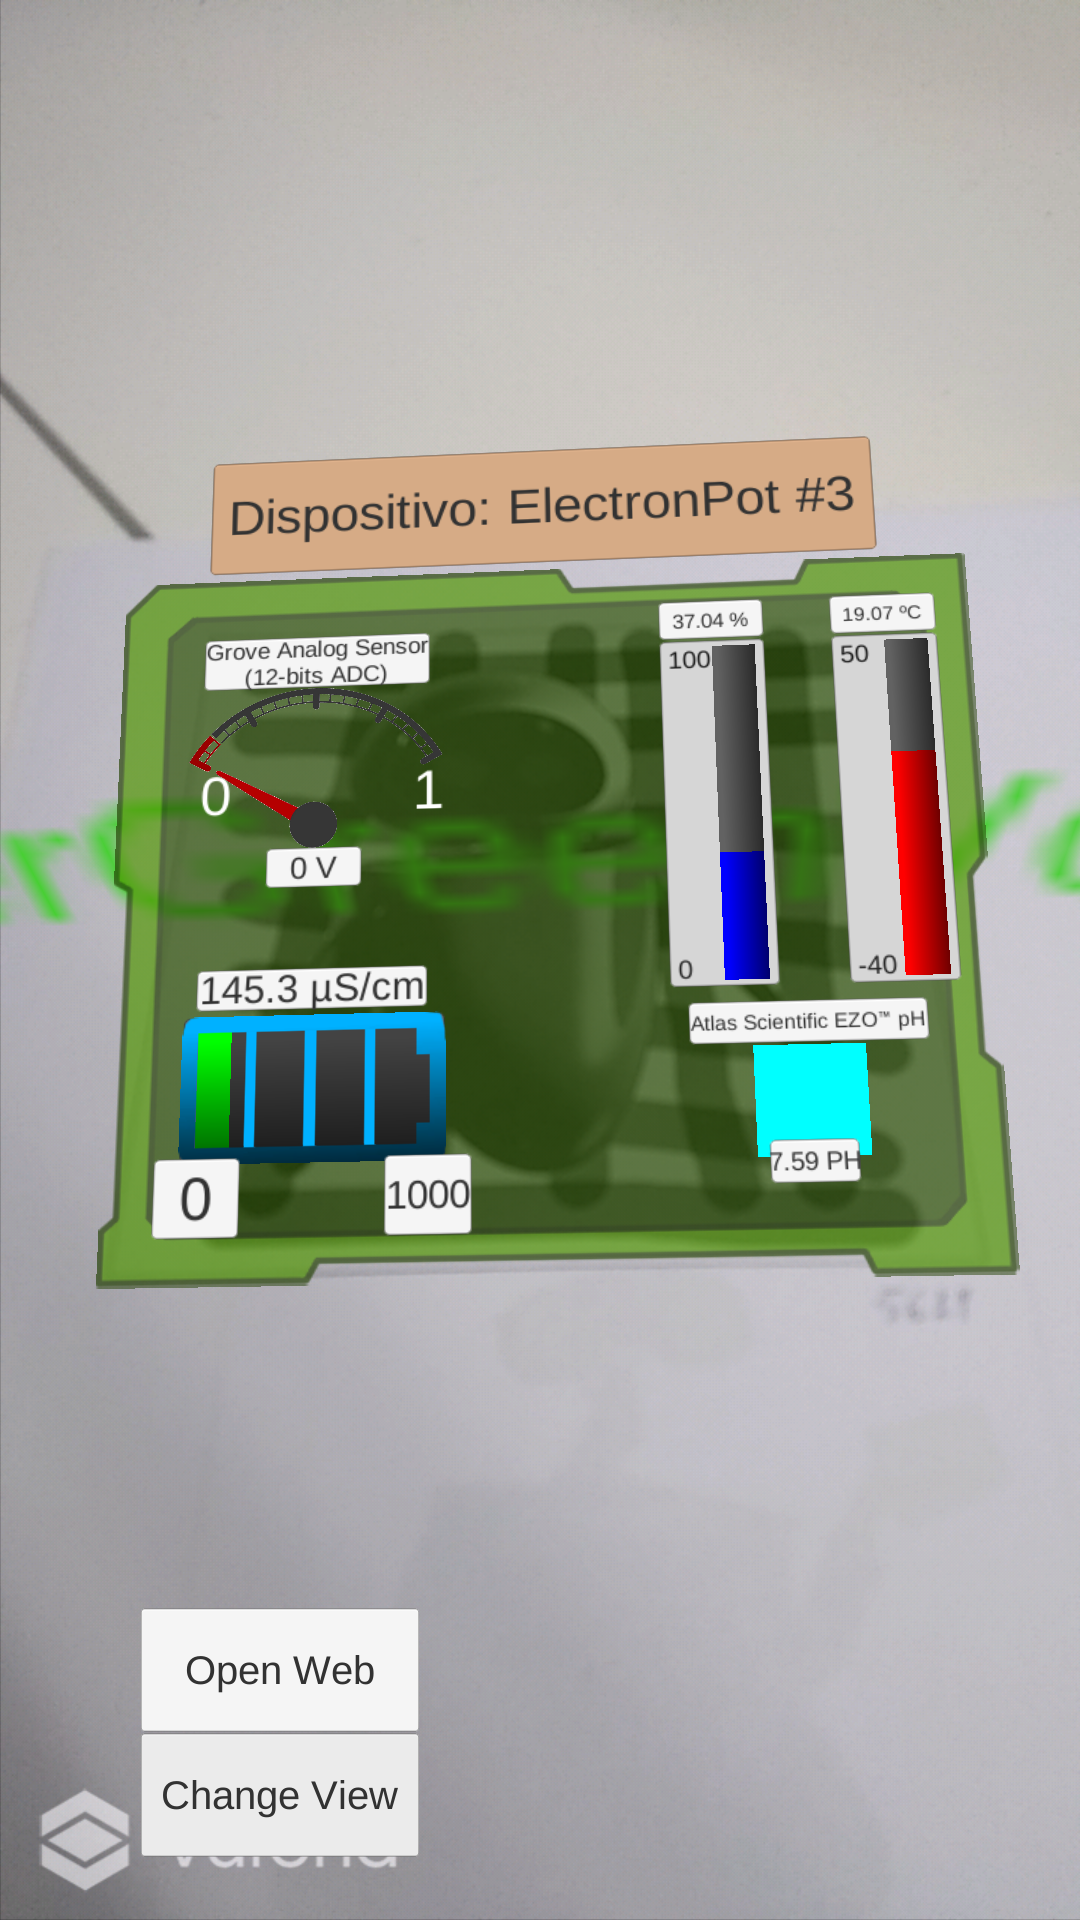 Dispositivo: ElectronPot #3
Grove Analog Sensor
(12-bits ADC)
0
1
0 V
37.04 %
100
0
19.07 ºC
50
-40
145.3 µS/cm
0
1000
Atlas Scientific EZO™ pH
7.59 PH
Green
Open Web
Change View